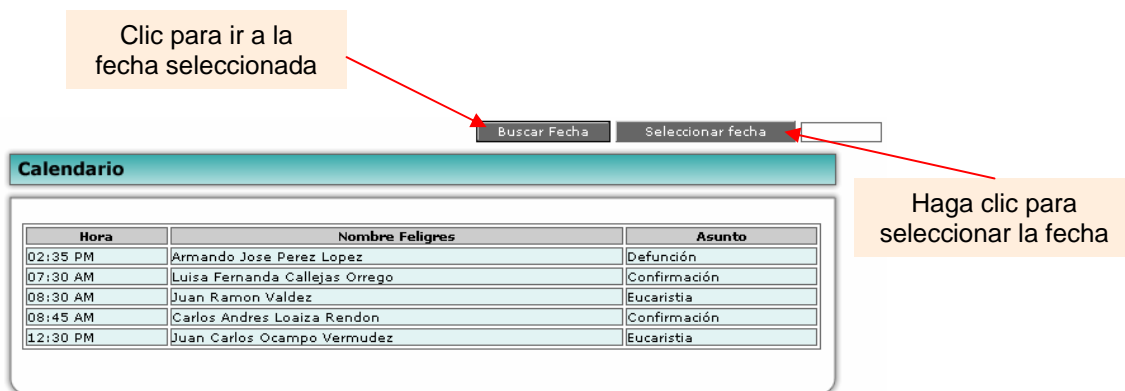 Clic para ir a la
fecha seleccionada
Buscar Fecha Seleccionar fecha
Calendario
Haga clic para
seleccionar la fecha
Hora Nombre Feligres Asunto
02:35 PM Armando Jose Perez Lopez Defunción
07:30 AM Luisa Fernanda Callejas Orrego Confirmación
08:30 AM Juan Ramon Valdez Eucaristia
08:45 AM Carlos Andres Loaiza Rendon Confirmación
12:30 PM Juan Carlos Ocampo Vermudez Eucaristia